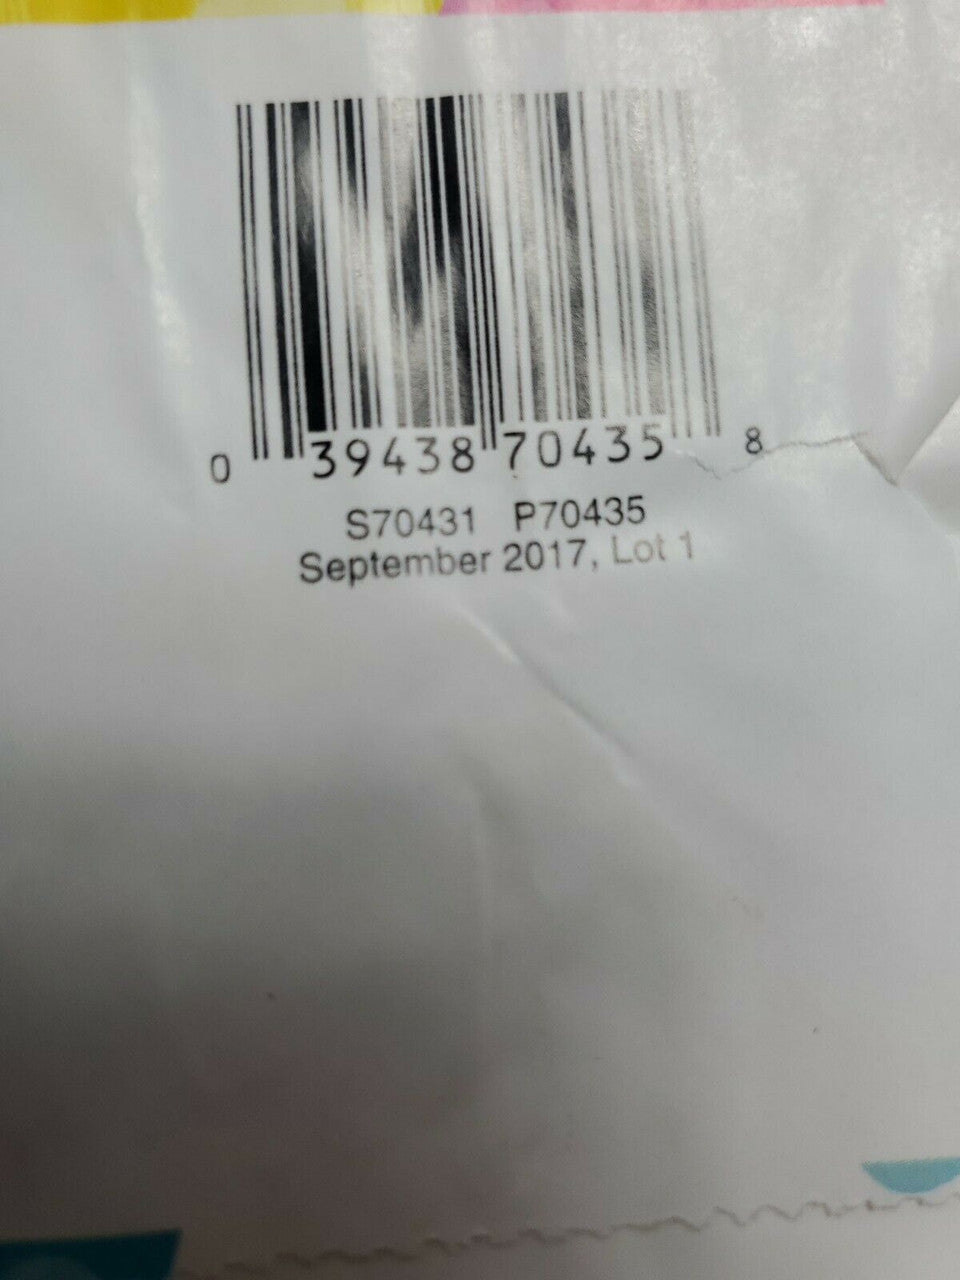 0 39438 70435 8
S70431 P70435
September 2017, Lot 1